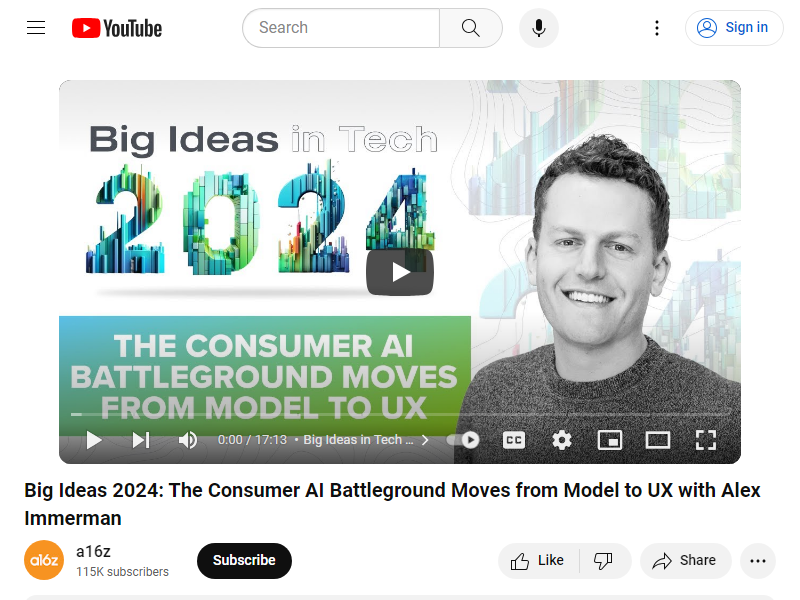 YouTube
Search
Sign in
Big Ideas in Tech
2024
THE CONSUMER AI
BATTLEGROUND MOVES
FROM MODEL TO UX
0:00 / 17:13 • Big Ideas in Tech ...
CC
Big Ideas 2024: The Consumer AI Battleground Moves from Model to UX with Alex
Immerman
a16z
a16z
115K subscribers
Subscribe
Like
Share